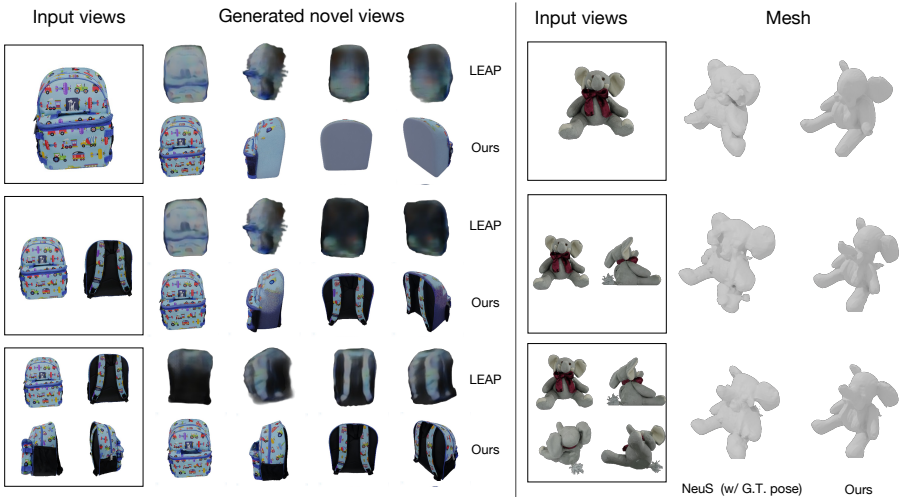 Input views
Generated novel views
LEAP
Ours
LEAP
Ours
LEAP
Ours
Input views
Mesh
NeuS (w/ G.T. pose)
Ours